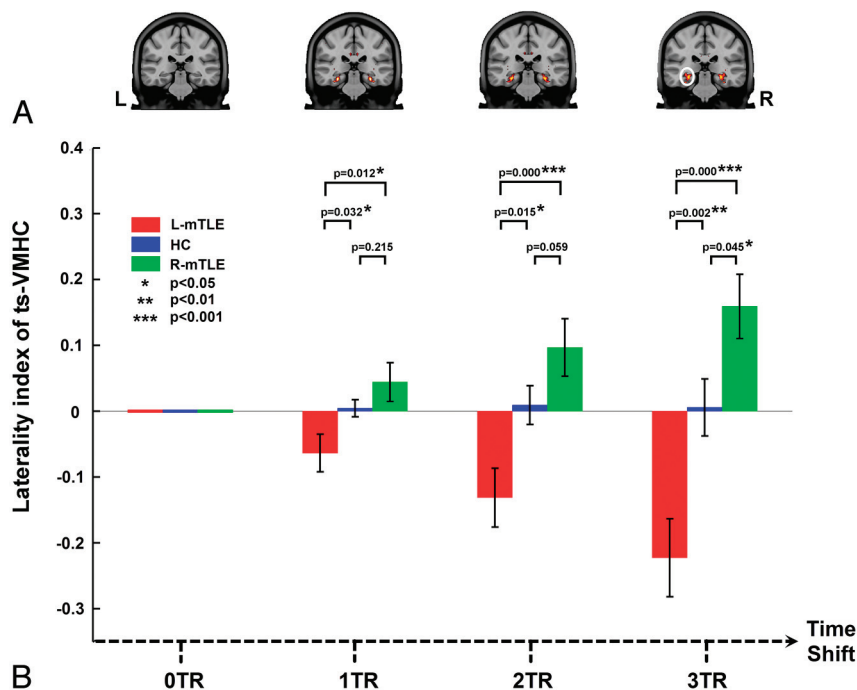 L
R
A
0.4
0.3
0.2
0.1
0
-0.1
-0.2
-0.3
Laterality index of ts-VMHC
L-mTLE
HC
R-mTLE
* p<0.05
** p<0.01
*** p<0.001
p=0.012 *
p=0.032 *
p=0.215
p=0.000 ***
p=0.015 *
p=0.059
p=0.000 ***
p=0.002 **
p=0.045 *
Time
Shift
B
0TR
1TR
2TR
3TR